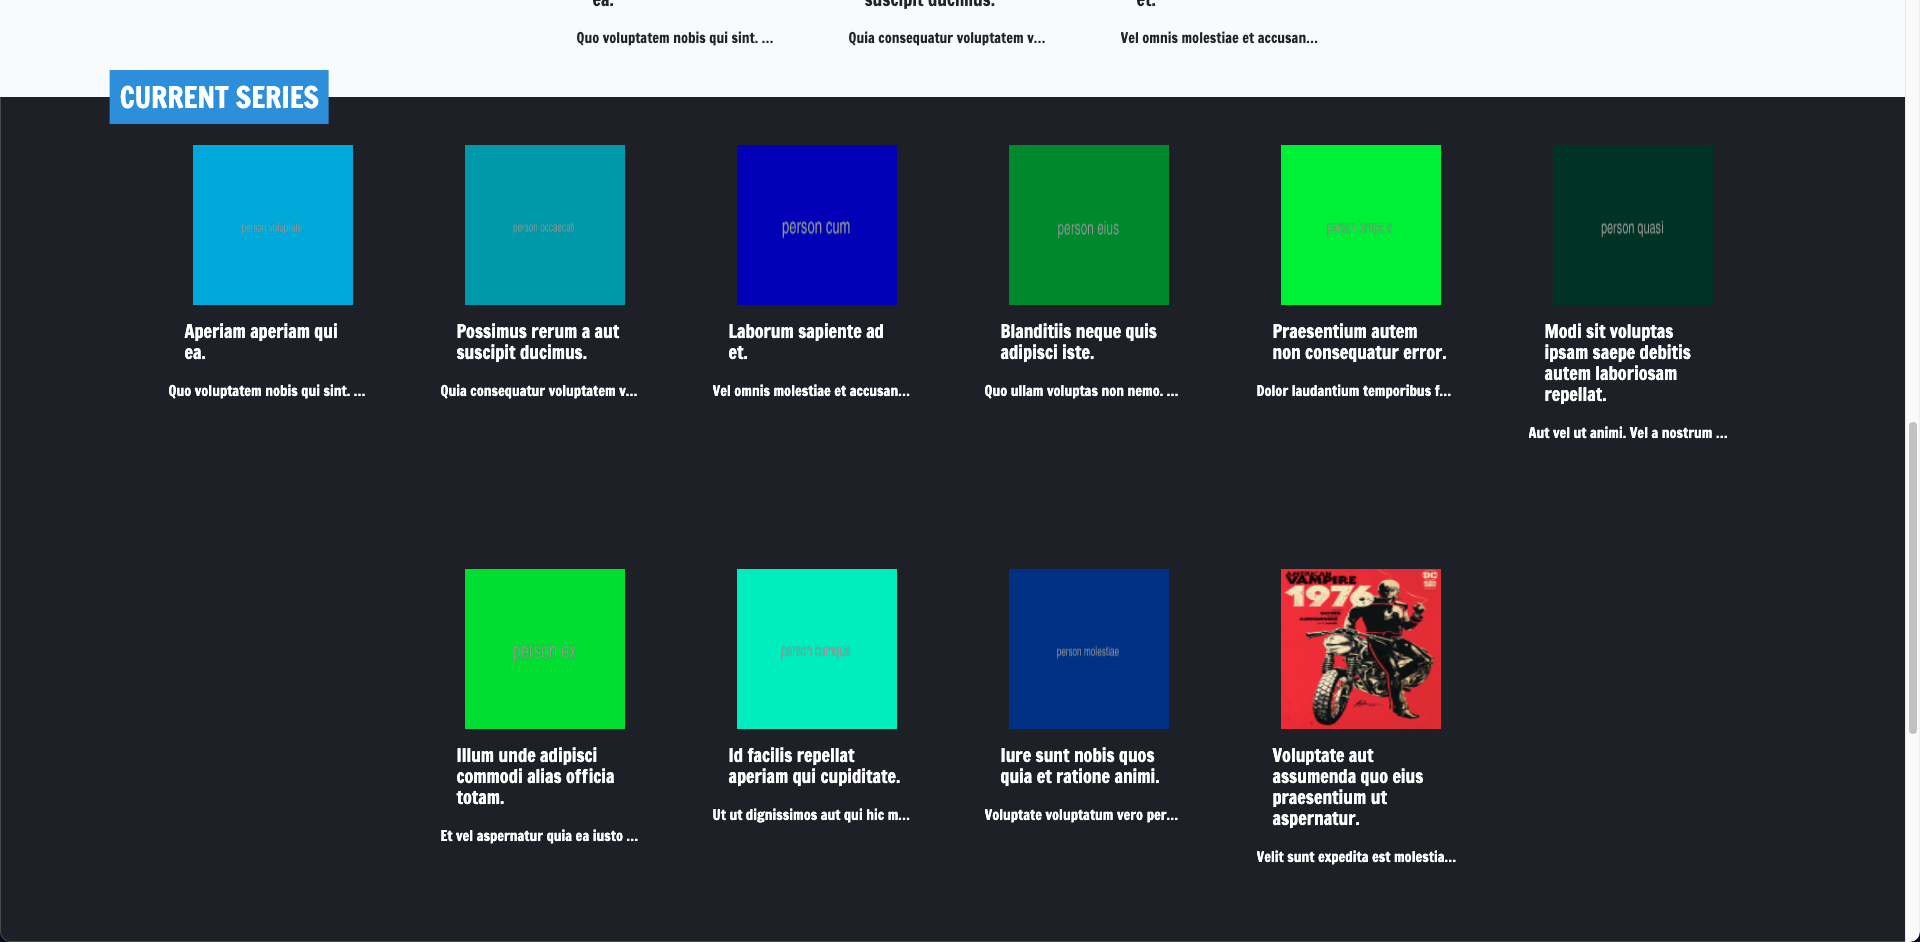 ea.
suscipit ducimus.
et.
Quo voluptatem nobis qui sint. ...
Quia consequatur voluptatem v...
Vel omnis molestiae et accusan...
CURRENT SERIES
person voluptate
person occaecati
person cum
person eius
person quasi
Aperiam aperiam qui
ea.
Quo voluptatem nobis qui sint. ...
Possimus rerum a aut
suscipit ducimus.
Quia consequatur voluptatem v...
Laborum sapiente ad
et.
Vel omnis molestiae et accusan...
Blanditiis neque quis
adipisci iste.
Quo ullam voluptas non nemo. ...
Praesentium autem
non consequatur error.
Dolor laudantium temporibus f...
Modi sit voluptas
ipsam saepe debitis
autem laboriosam
repellat.
Aut vel ut animi. Vel a nostrum ...
person ex
person cumque
person molestiae
AMERICAN
VAMPIRE
1976
DC
Illum unde adipisci
commodi alias officia
totam.
Et vel aspernatur quia ea iusto ...
Id facilis repellat
aperiam qui cupiditate.
Ut ut dignissimos aut qui hic m...
Iure sunt nobis quos
quia et ratione animi.
Voluptate voluptatum vero per...
Voluptate aut
assumenda quo eius
praesentium ut
aspernatur.
Velit sunt expedita est molestia...